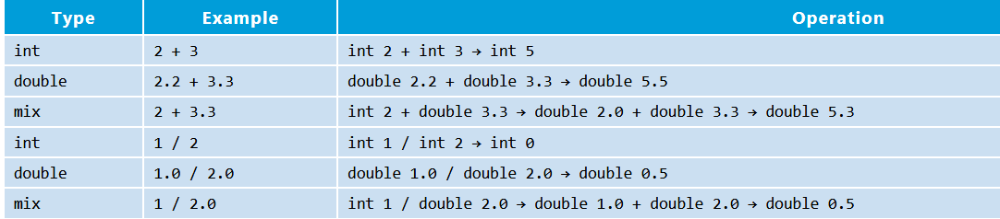 Type Example Operation
int 2 + 3 int 2 + int 3 → int 5
double 2.2 + 3.3 double 2.2 + double 3.3 → double 5.5
mix 2 + 3.3 int 2 + double 3.3 → double 2.0 + double 3.3 → double 5.3
int 1 / 2 int 1 / int 2 → int 0
double 1.0 / 2.0 double 1.0 / double 2.0 → double 0.5
mix 1 / 2.0 int 1 / double 2.0 → double 1.0 + double 2.0 → double 0.5